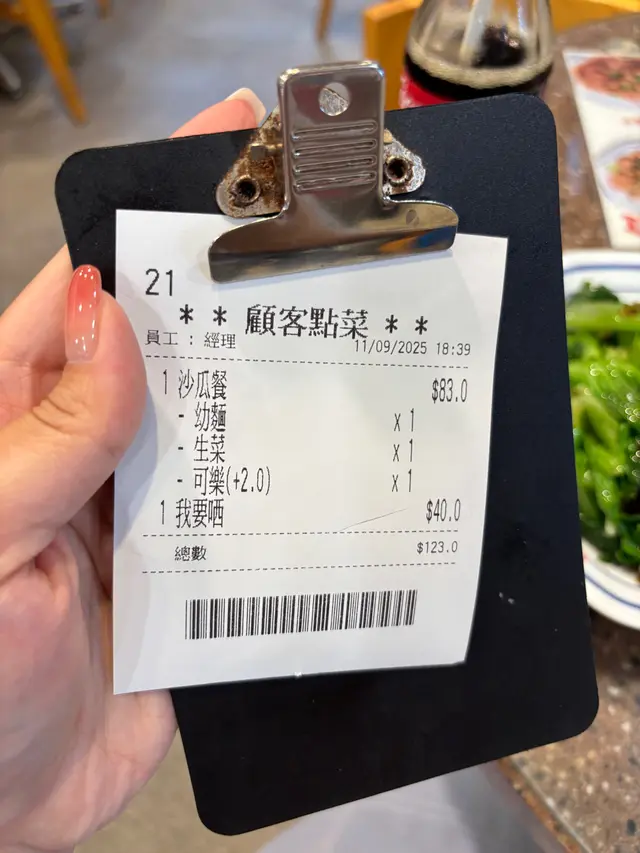 21
* * 顧客點菜 * *
員工 : 經理 11/09/2025 18:39
1 沙瓜餐 $83.0
- 幼麵 x 1
- 生菜 x 1
- 可樂(+2.0) x 1
1 我要哂 $40.0
總數 $123.0